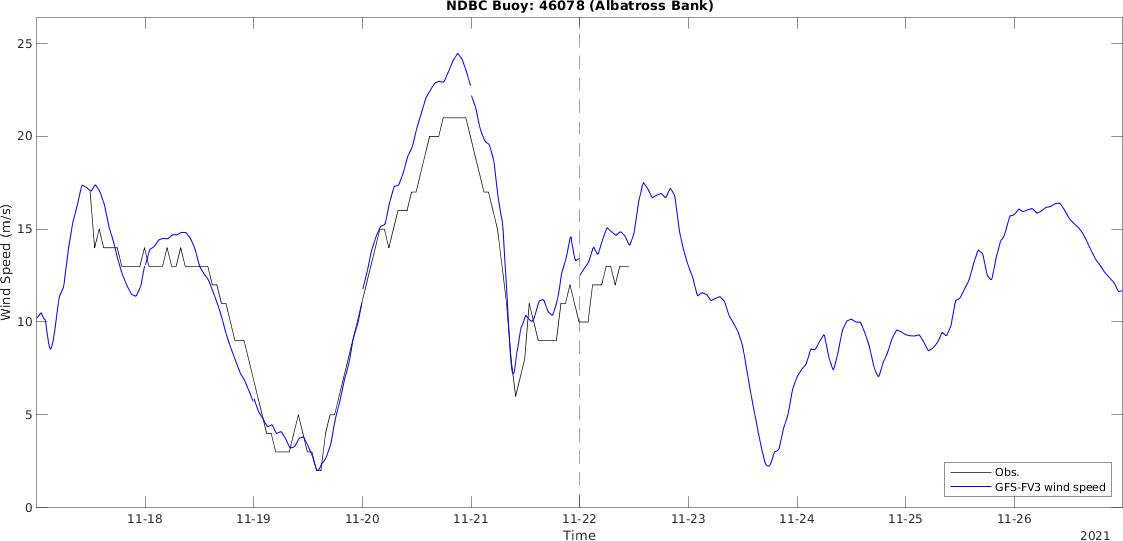 NDBC Buoy: 46078 (Albatross Bank)
Wind Speed (m/s)
25
20
15
10
5
0
11-18 11-19 11-20 11-21 11-22 11-23 11-24 11-25 11-26
Time
2021
Obs.
GFS-FV3 wind speed